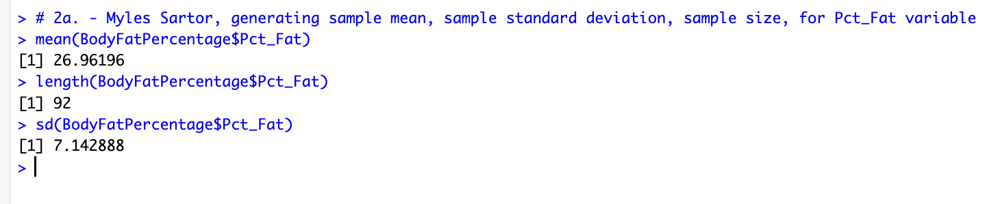 > # 2a. - Myles Sartor, generating sample mean, sample standard deviation, sample size, for Pct_Fat variable
> mean(BodyFatPercentage$Pct_Fat)
[1] 26.96196
> length(BodyFatPercentage$Pct_Fat)
[1] 92
> sd(BodyFatPercentage$Pct_Fat)
[1] 7.142888
>